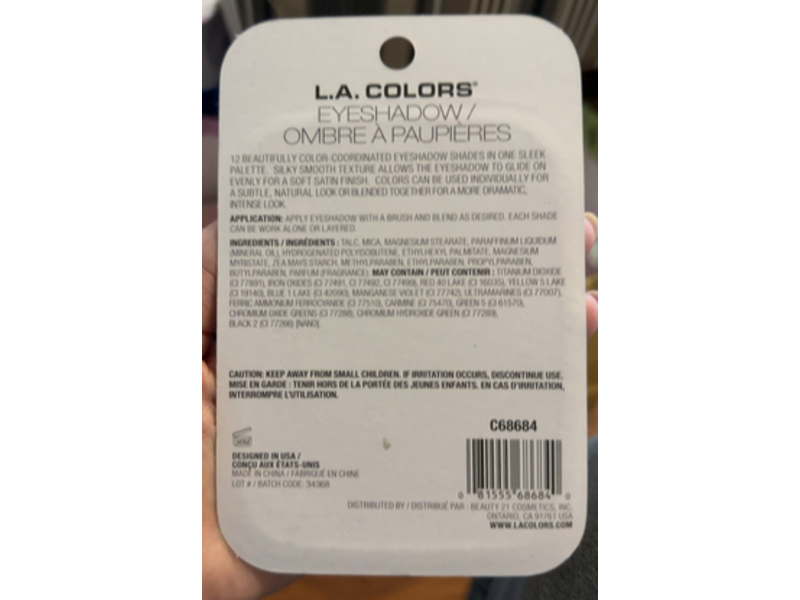 L.A. COLORS®
EYESHADOW /
OMBRE À PAUPIÈRES
12 BEAUTIFULLY COLOR-COORDINATED EYESHADOW SHADES IN ONE SLEEK
PALETTE. SILKY SMOOTH TEXTURE ALLOWS THE EYESHADOW TO GLIDE ON
EVENLY FOR A SOFT SATIN FINISH. COLORS CAN BE USED INDIVIDUALLY FOR
A SUBTLE, NATURAL LOOK OR BLENDED TOGETHER FOR A MORE DRAMATIC,
INTENSE LOOK.
APPLICATION: APPLY EYESHADOW WITH A BRUSH AND BLEND AS DESIRED. EACH SHADE
CAN BE WORK ALONE OR LAYERED.
INGREDIENTS / INGRÉDIENTS : TALC, MICA, MAGNESIUM STEARATE, PARAFFINUM LIQUIDUM
(MINERAL OIL) HYDROGENATED POLYISOBUTENE, ETHYLHEXYL PALMITATE, MAGNESIUM
MYRISTATE, ZEA MAYS STARCH, METHYLPARABEN, ETHYLPARABEN, PROPYLPARABEN,
BUTYLPARABEN, PARFUM (FRAGRANCE). MAY CONTAIN / PEUT CONTENIR : TITANIUM DIOXIDE
(CI 77891), IRON OXIDES (CI 77491, CI 77492, CI 77499), RED 40 LAKE (CI 16035), YELLOW 5 LAKE
(CI 19140), BLUE 1 LAKE (CI 42090), MANGANESE VIOLET (CI 77742), ULTRAMARINES (CI 77007),
FERRIC AMMONIUM FERROCYANIDE (CI 77510), CARMINE (CI 75470), GREEN 5 (CI 61570),
CHROMIUM OXIDE GREENS (CI 77288), CHROMIUM HYDROXIDE GREEN (CI 77289),
BLACK 2 (CI 77266) [NANO].
CAUTION: KEEP AWAY FROM SMALL CHILDREN. IF IRRITATION OCCURS, DISCONTINUE USE.
MISE EN GARDE : TENIR HORS DE LA PORTÉE DES JEUNES ENFANTS. EN CAS D'IRRITATION,
INTERROMPRE L'UTILISATION.
C68684
DESIGNED IN USA /
CONÇU AUX ÉTATS-UNIS
MADE IN CHINA / FABRIQUÉ EN CHINE
LOT # / BATCH CODE: 34368
0 81555 68684 0
DISTRIBUTED BY / DISTRIBUÉ PAR : BEAUTY 21 COSMETICS, INC.
ONTARIO, CA 91761 USA
WWW.LACOLORS.COM